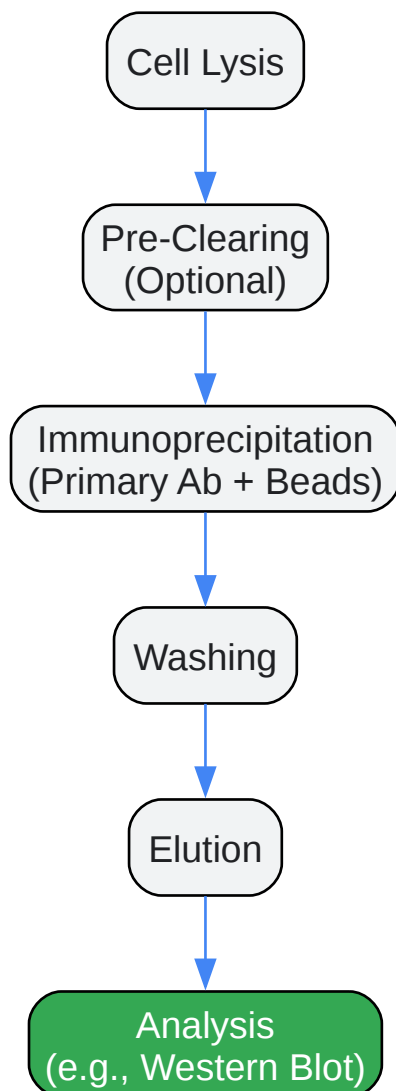 Cell Lysis
Pre-Clearing
(Optional)
Immunoprecipitation
(Primary Ab + Beads)
Washing
Elution
Analysis
(e.g., Western Blot)